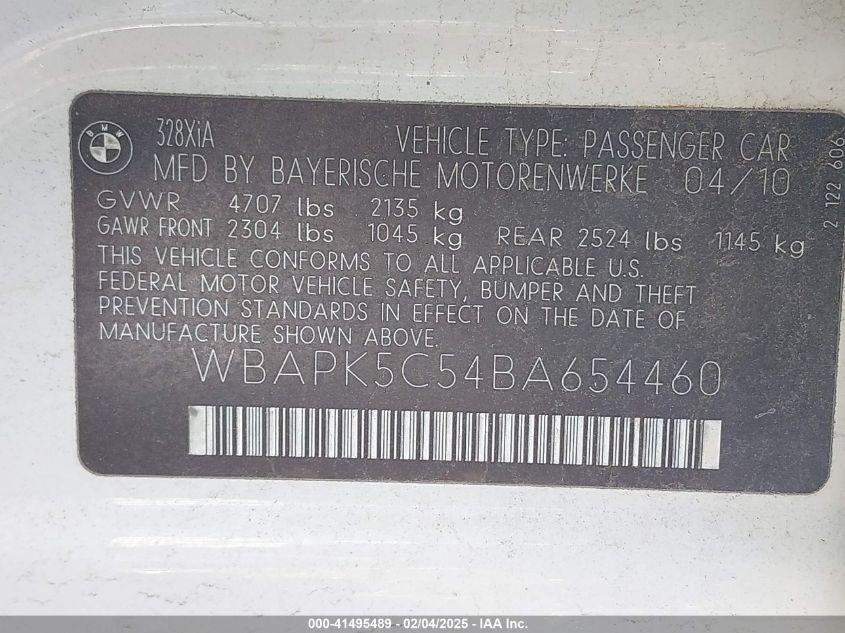 BMW
328XiA VEHICLE TYPE: PASSENGER CAR
MFD BY BAYERISCHE MOTORENWERKE 04/10
GVWR 4707 lbs 2135 kg
GAWR FRONT 2304 lbs 1045 kg REAR 2524 lbs 1145 kg
THIS VEHICLE CONFORMS TO ALL APPLICABLE U.S.
FEDERAL MOTOR VEHICLE SAFETY, BUMPER AND THEFT
PREVENTION STANDARDS IN EFFECT ON THE DATE OF
MANUFACTURE SHOWN ABOVE.
WBAPK5C54BA654460
2 122 606
000-41495489 - 02/04/2025 - IAA Inc.